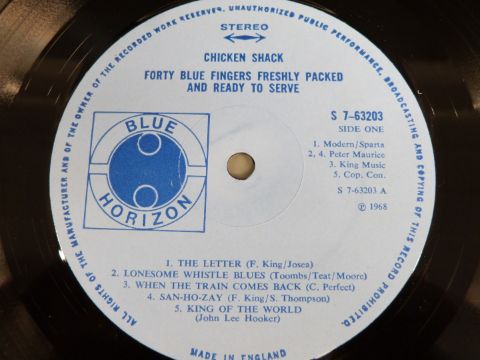 ALL RIGHTS OF THE MANUFACTURER AND OF THE OWNER OF THE RECORDED WORK RESERVED. UNAUTHORIZED PUBLIC PERFORMANCE, BROADCASTING AND COPYING OF THIS RECORD PROHIBITED.
STEREO
CHICKEN SHACK
FORTY BLUE FINGERS FRESHLY PACKED
AND READY TO SERVE
BLUE
HORIZON
S 7-63203
SIDE ONE
1. Modern/Sparta
2, 4. Peter Maurice
3. King Music
5. Cop. Con.
S 7-63203 A
℗ 1968
1. THE LETTER (F. King/Josea)
2. LONESOME WHISTLE BLUES (Toombs/Teat/Moore)
3. WHEN THE TRAIN COMES BACK (C. Perfect)
4. SAN-HO-ZAY (F. King/S. Thompson)
5. KING OF THE WORLD
(John Lee Hooker)
MADE IN ENGLAND